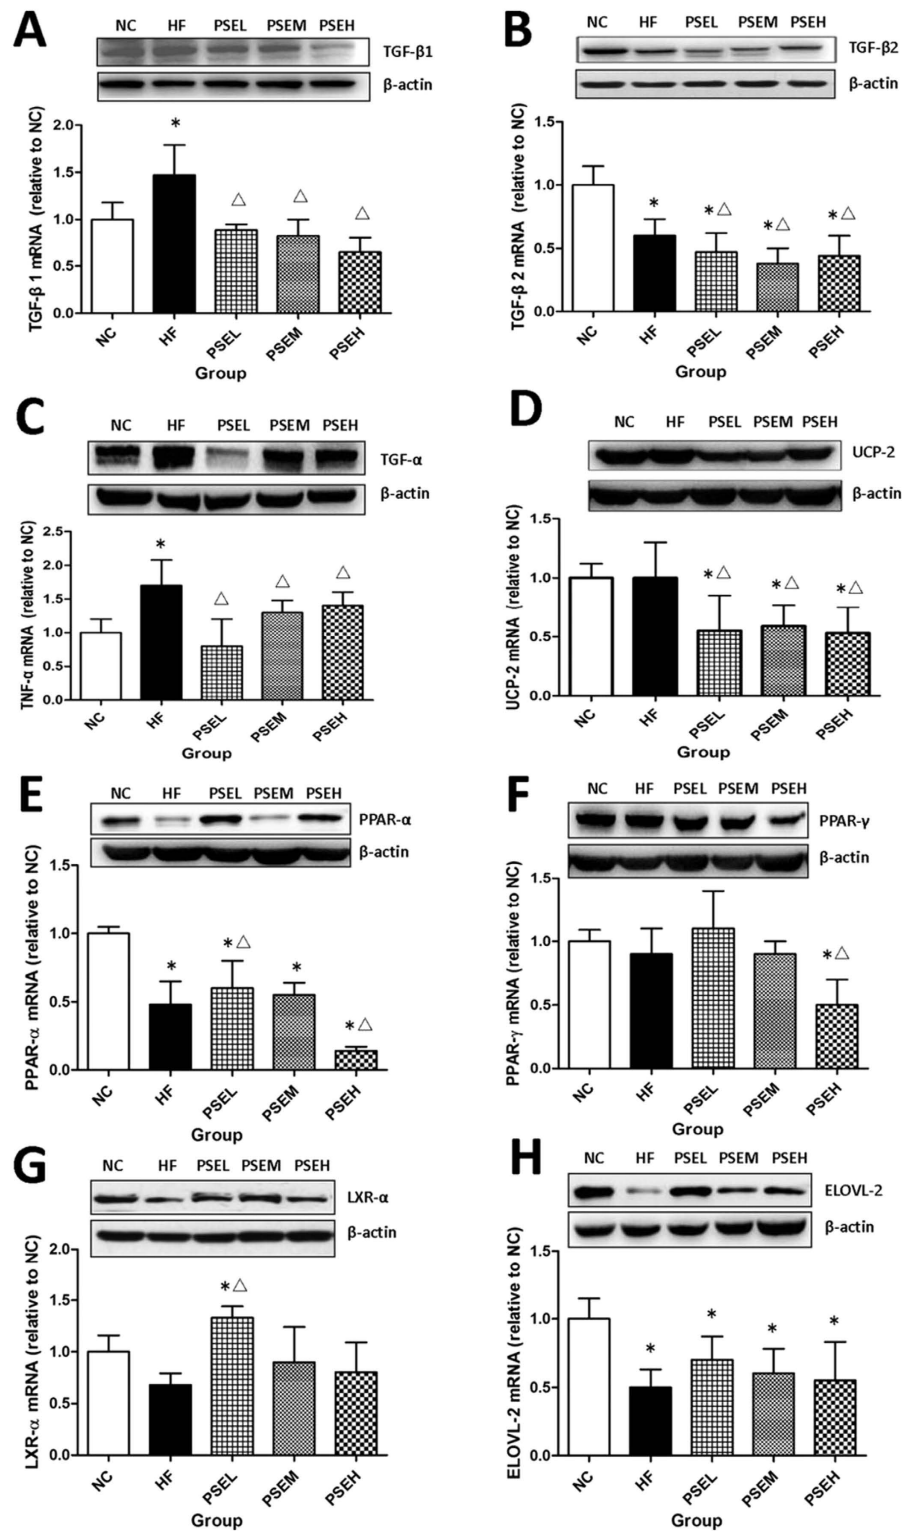 A
NC HF PSEL PSEM PSEH
TGF-β1
β-actin
TGF-β 1 mRNA (relative to NC)
2.0
*
1.5
△ △ △
1.0
0.5
0.0
NC HF PSEL PSEM PSEH
Group
B
NC HF PSEL PSEM PSEH
TGF-β2
β-actin
TGF-β 2 mRNA (relative to NC)
1.5
1.0
* *△ *△ *△
0.5
0.0
NC HF PSEL PSEM PSEH
Group
C
NC HF PSEL PSEM PSEH
TGF-α
β-actin
TNF-α mRNA (relative to NC)
2.5
*
2.0
1.5
△ △ △
1.0
0.5
0.0
NC HF PSEL PSEM PSEH
Group
D
NC HF PSEL PSEM PSEH
UCP-2
β-actin
UCP-2 mRNA (relative to NC)
1.5
1.0
*△ *△ *△
0.5
0.0
NC HF PSEL PSEM PSEH
Group
E
NC HF PSEL PSEM PSEH
PPAR-α
β-actin
PPAR-α mRNA (relative to NC)
1.5
1.0
* *△ * *△
0.5
0.0
NC HF PSEL PSEM PSEH
Group
F
NC HF PSEL PSEM PSEH
PPAR-γ
β-actin
PPAR-γ mRNA (relative to NC)
1.5
1.0
*△
0.5
0.0
NC HF PSEL PSEM PSEH
Group
G
NC HF PSEL PSEM PSEH
LXR-α
β-actin
LXR-α mRNA (relative to NC)
2.0
*△
1.5
1.0
0.5
0.0
NC HF PSEL PSEM PSEH
Group
H
NC HF PSEL PSEM PSEH
ELOVL-2
β-actin
ELOVL-2 mRNA (relative to NC)
1.5
1.0
* * * *
0.5
0.0
NC HF PSEL PSEM PSEH
Group